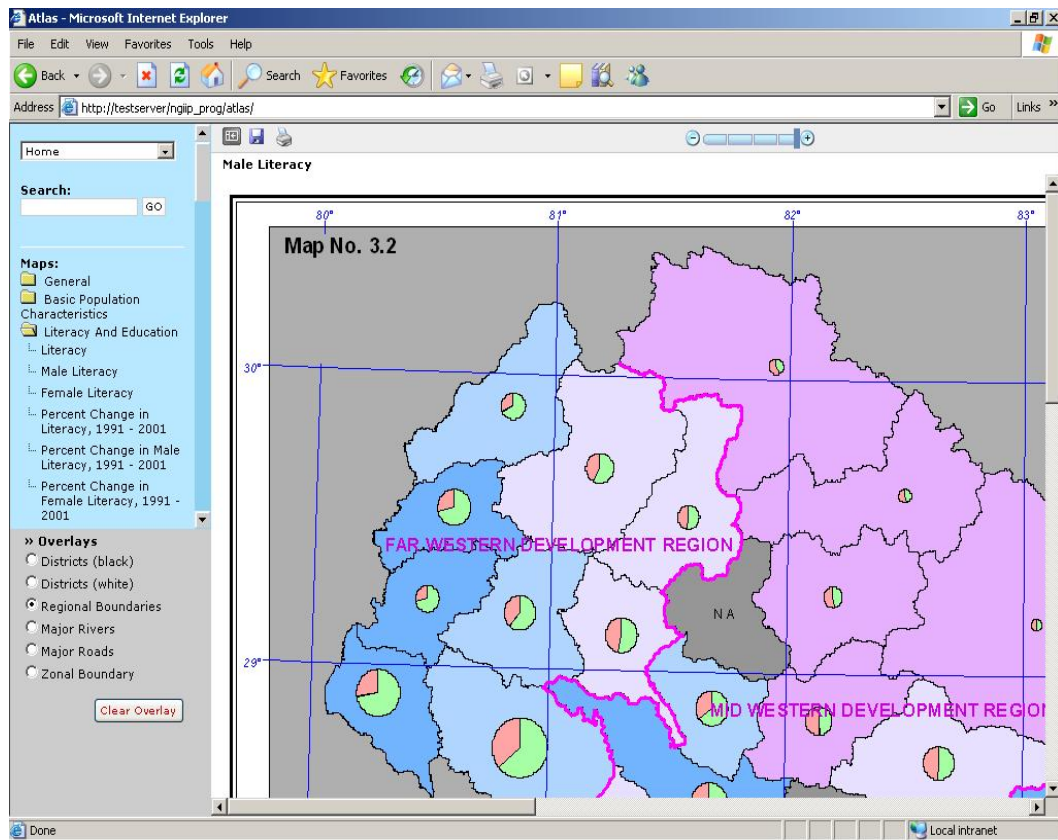 Atlas - Microsoft Internet Explorer
File Edit View Favorites Tools Help
Back Search Favorites
Address http://testserver/ngiip_prog/atlas/ Go Links »
Home
Search:
GO
Maps:
General
Basic Population
Characteristics
Literacy And Education
Literacy
Male Literacy
Female Literacy
Percent Change in
Literacy, 1991 - 2001
Percent Change in Male
Literacy, 1991 - 2001
Percent Change in
Female Literacy, 1991 -
2001
» Overlays
Districts (black)
Districts (white)
Regional Boundaries
Major Rivers
Major Roads
Zonal Boundary
Clear Overlay
Male Literacy
80° 81° 82° 83°
Map No. 3.2
30°
FAR WESTERN DEVELOPMENT REGION
NA
29°
MID WESTERN DEVELOPMENT REGION
Done Local intranet